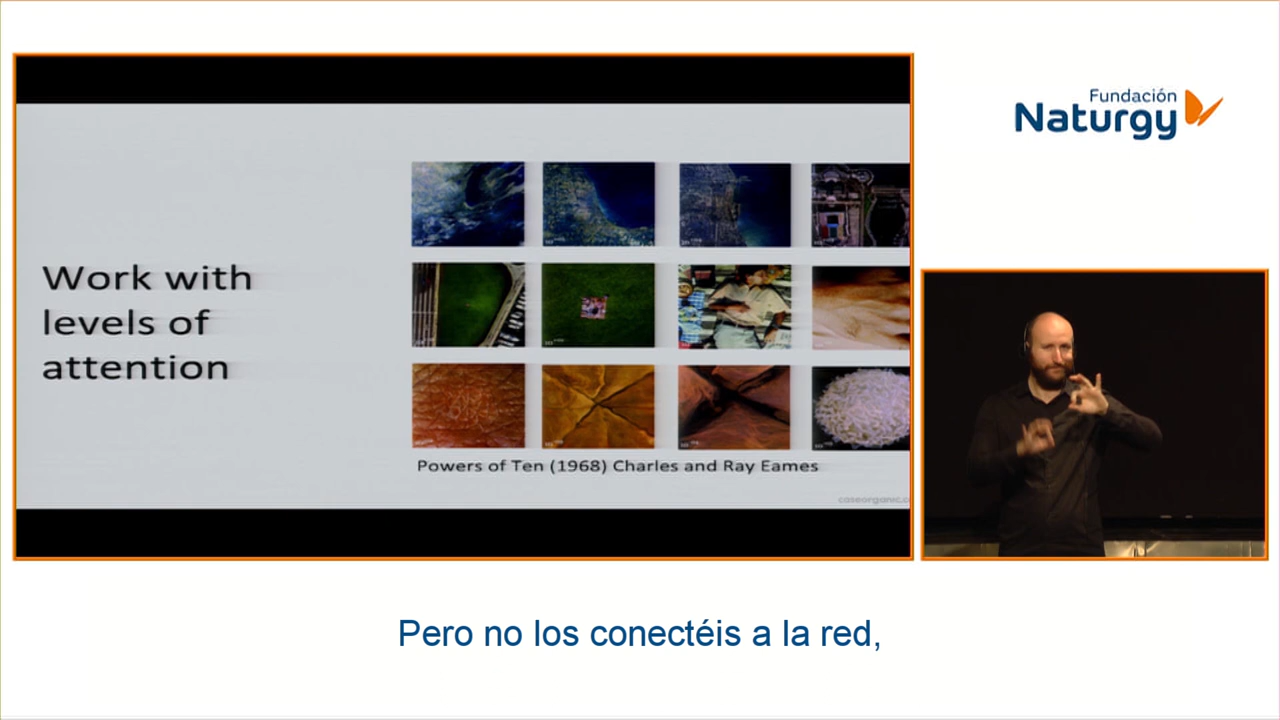 Fundación
Naturgy
Work with
levels of
attention
Powers of Ten (1968) Charles and Ray Eames
Pero no los conectéis a la red,